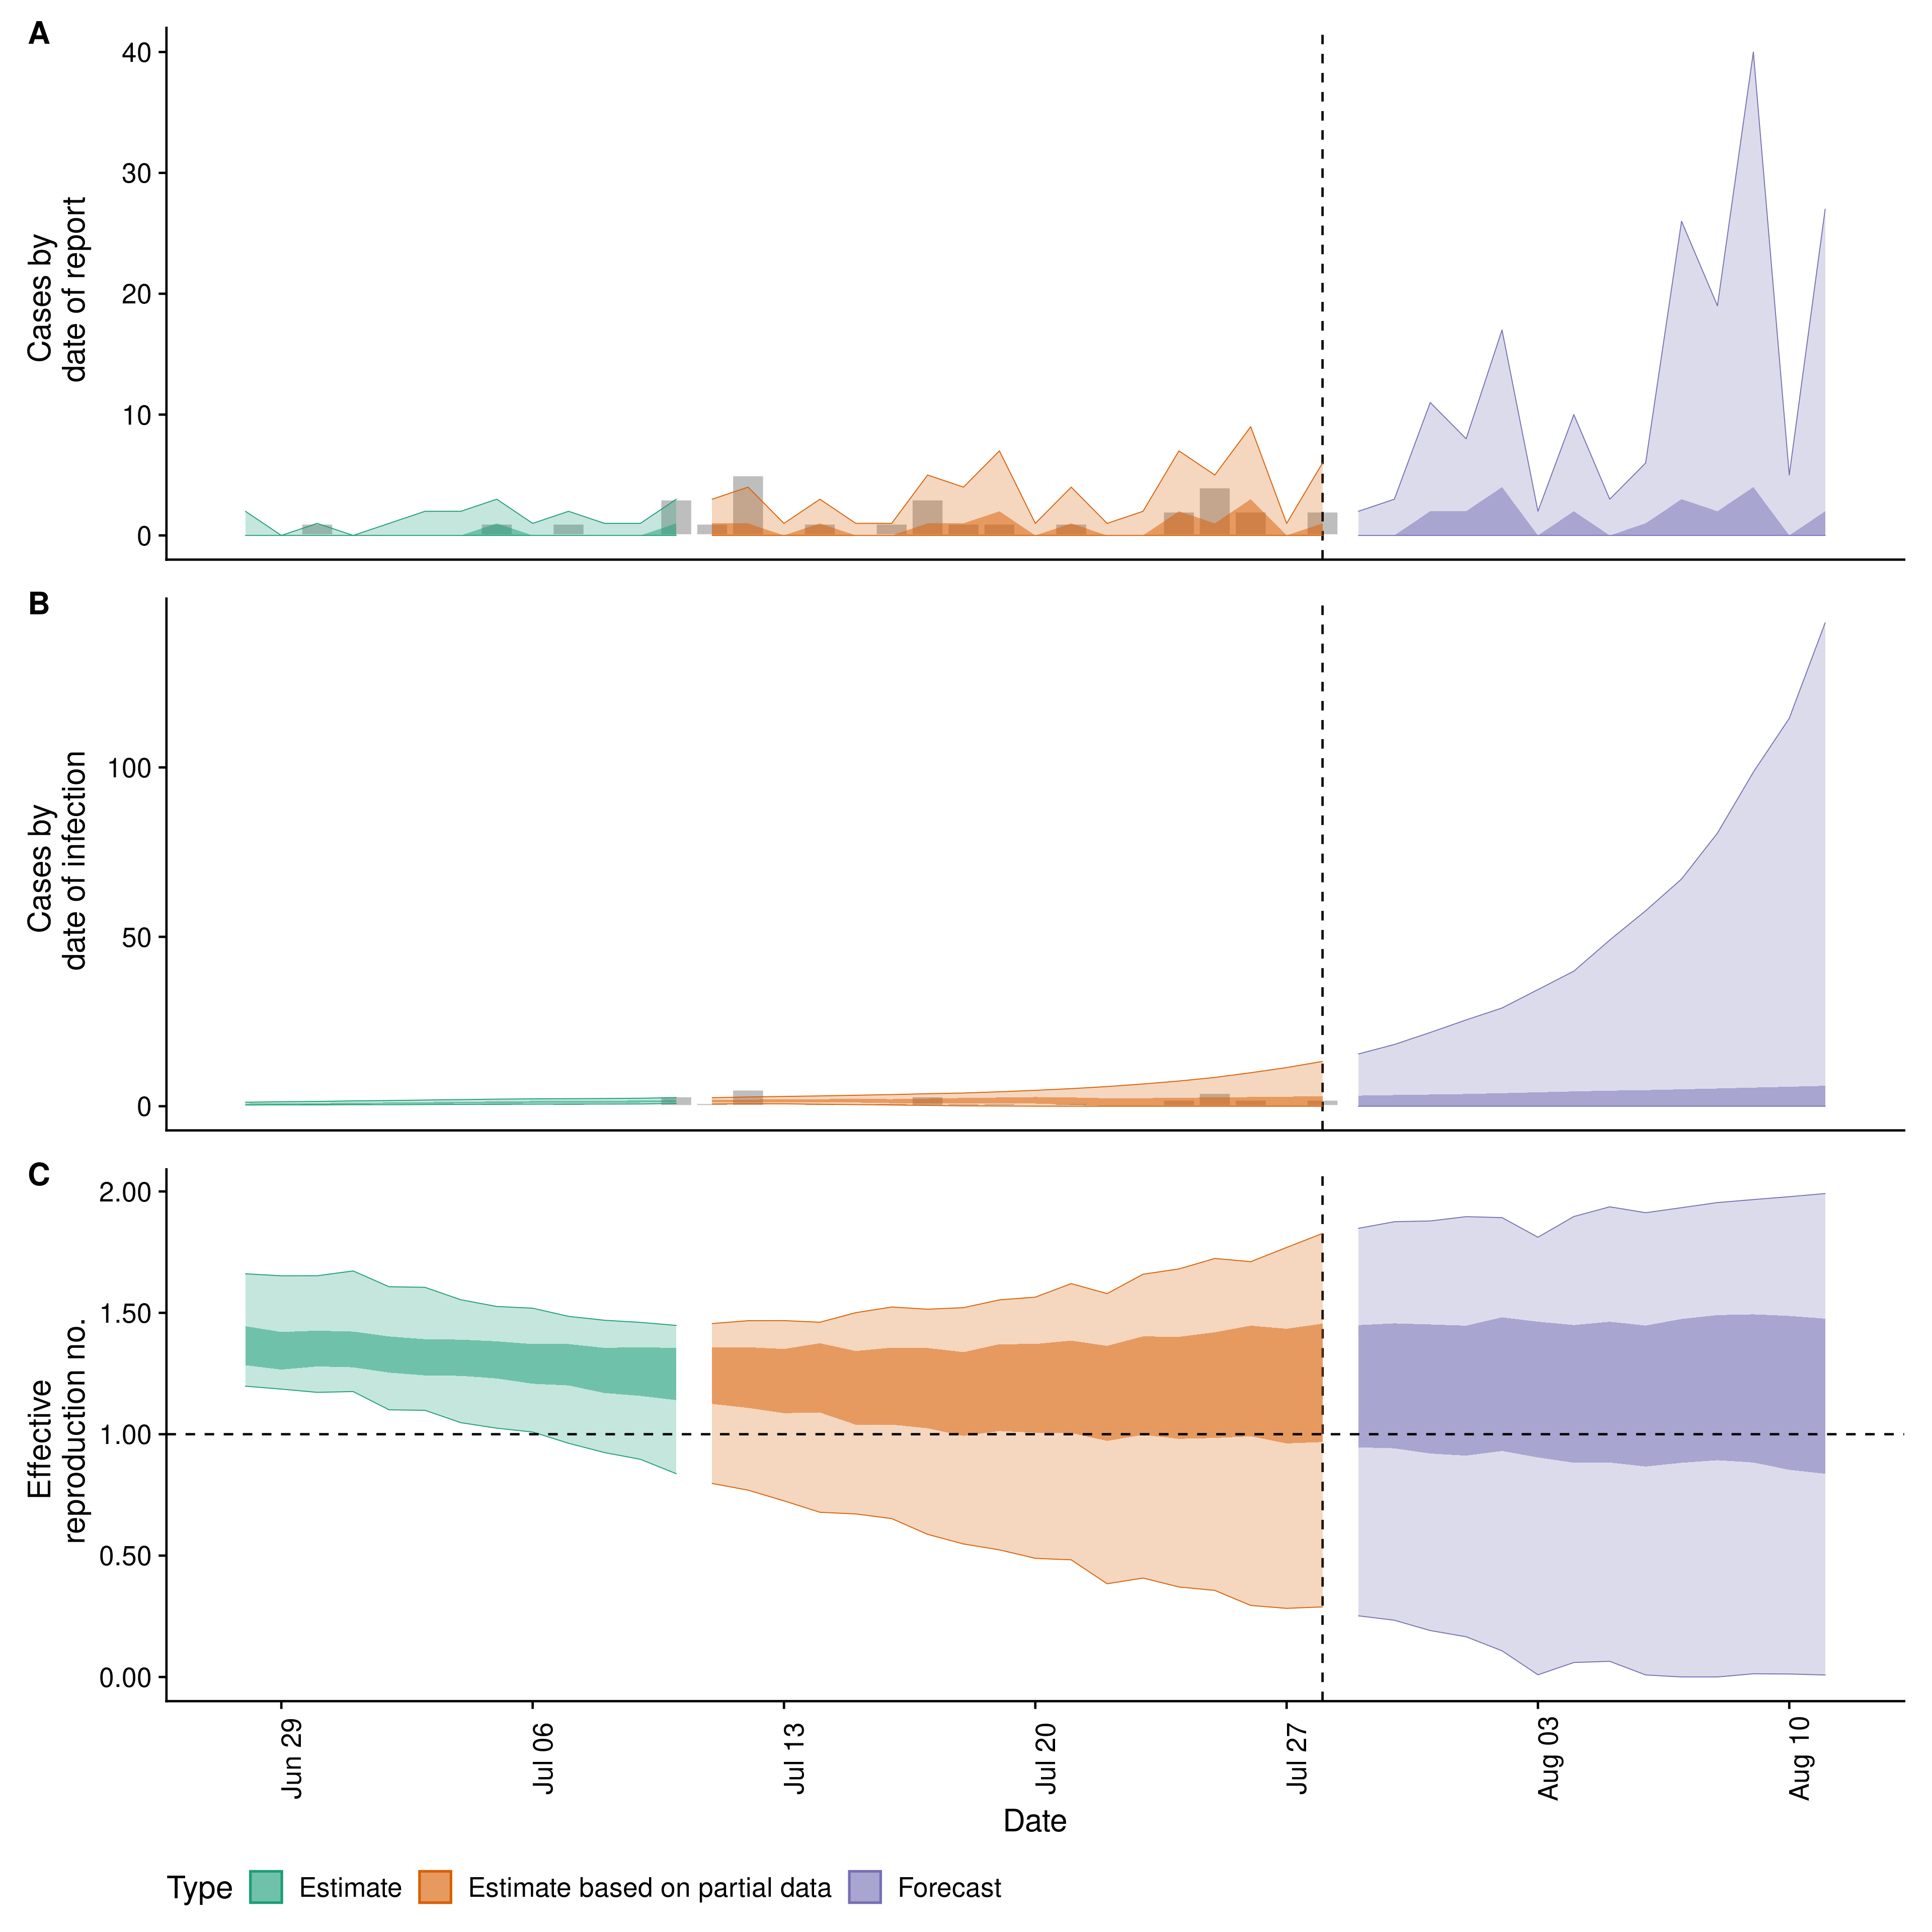 A
40
30
20
10
0
Cases by
date of report
B
100
50
0
Cases by
date of infection
C
2.00
1.50
1.00
0.50
0.00
Effective
reproduction no.
Jun 29
Jul 06
Jul 13
Jul 20
Jul 27
Aug 03
Aug 10
Date
Type Estimate Estimate based on partial data Forecast